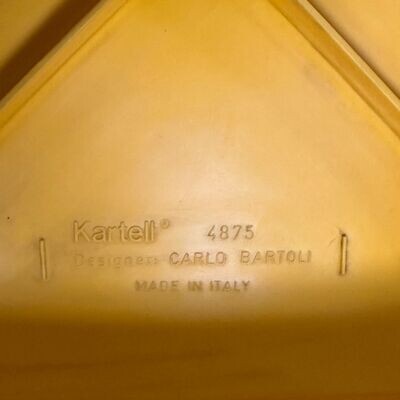 Kartell® 4875
Designer: CARLO BARTOLI
MADE IN ITALY